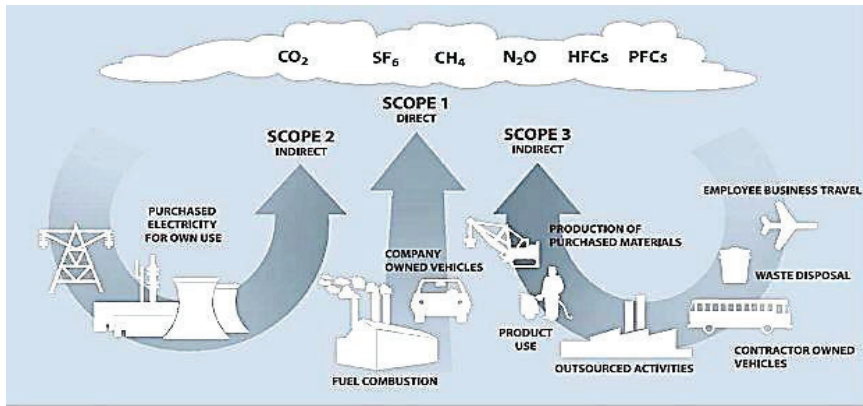 CO₂ SF₆ CH₄ N₂O HFCs PFCs
SCOPE 1
DIRECT
SCOPE 2
INDIRECT
SCOPE 3
INDIRECT
PURCHASED
ELECTRICITY
FOR OWN USE
COMPANY
OWNED VEHICLES
FUEL COMBUSTION
PRODUCTION OF
PURCHASED MATERIALS
PRODUCT
USE
OUTSOURCED ACTIVITIES
EMPLOYEE BUSINESS TRAVEL
WASTE DISPOSAL
CONTRACTOR OWNED
VEHICLES